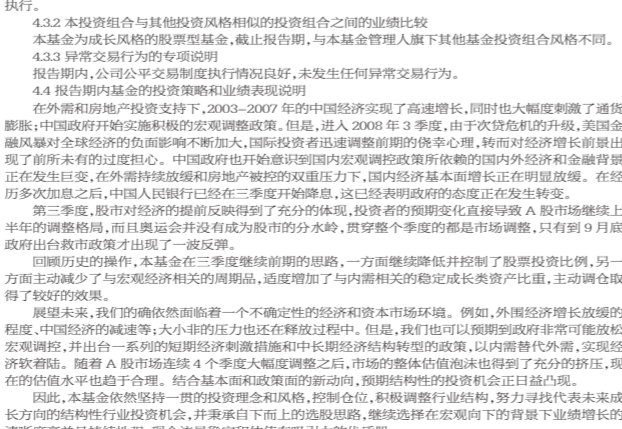 执行。
4.3.2 本投资组合与其他投资风格相似的投资组合之间的业绩比较
本基金为成长风格的股票型基金,截止报告期,与本基金管理人旗下其他基金投资组合风格不同。
4.3.3 异常交易行为的专项说明
报告期内,公司公平交易制度执行情况良好,未发生任何异常交易行为。
4.4 报告期内基金的投资策略和业绩表现说明
在外需和房地产投资支持下,2003-2007 年的中国经济实现了高速增长,同时也大幅度刺激了通货
膨胀;中国政府开始实施积极的宏观调整政策。但是,进入 2008 年 3 季度,由于次贷危机的升级,美国金
融风暴对全球经济的负面影响不断加大,国际投资者迅速调整前期的侥幸心理,转而对经济增长前景出
现了前所未有的过度担心。中国政府也开始意识到国内宏观调控政策所依赖的国内外经济和金融背景
正在发生巨变,在外需持续放缓和房地产被控的双重压力下,国内经济基本面增长正在明显放缓。在经
历多次加息之后,中国人民银行已经在三季度开始降息,这已经表明政府的态度正在发生转变。
第三季度,股市对经济的提前反映得到了充分的体现,投资者的预期变化直接导致 A 股市场继续上
半年的调整格局,而且奥运会并没有成为股市的分水岭,贯穿整个季度的都是市场调整,只有到 9 月底
政府出台救市政策才出现了一波反弹。
回顾历史的操作,本基金在三季度继续前期的思路,一方面继续降低并控制了股票投资比例,另一
方面主动减少了与宏观经济相关的周期品,适度增加了与内需相关的稳定成长类资产比重,主动调仓取
得了较好的效果。
展望未来,我们的确依然面临着一个不确定性的经济和资本市场环境。例如,外围经济增长放缓的
程度、中国经济的减速等;大小非的压力也还在释放过程中。但是,我们也可以预期到政府非常可能放松
宏观调控,并出台一系列的短期经济刺激措施和中长期经济结构转型的政策,以内需替代外需,实现经
济软着陆。随着 A 股市场连续 4 个季度大幅度调整之后,市场的整体估值泡沫也得到了充分的挤压,现
在的估值水平也趋于合理。结合基本面和政策面的新动向,预期结构性的投资机会正日益凸现。
因此,本基金依然坚持一贯的投资理念和风格,控制仓位,积极调整行业结构,努力寻找代表未来成
长方向的结构性行业投资机会,并秉承自下而上的选股思路,继续选择在宏观向下的背景下业绩增长的